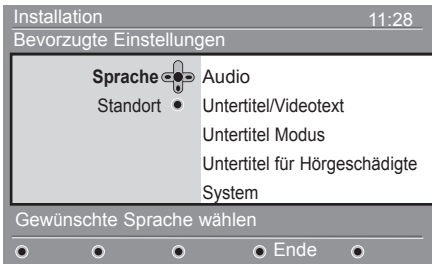 Installation 11:28
Bevorzugte Einstellungen
Sprache Audio
Standort Untertitel/Videotext
Untertitel Modus
Untertitel für Hörgeschädigte
System
Gewünschte Sprache wählen
Ende